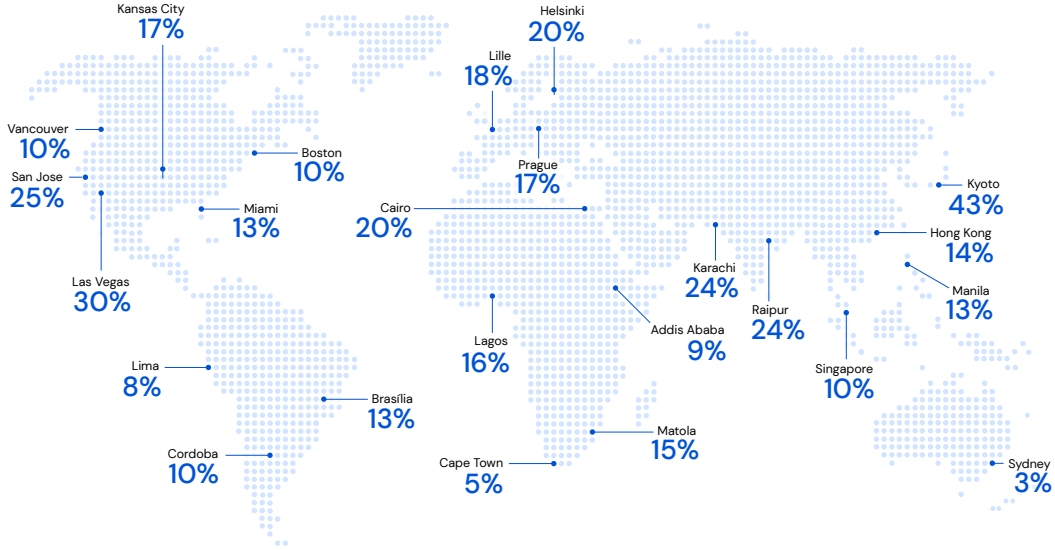 Kansas City
17%
Helsinki
20%
Lille
18%
Vancouver
10%
Boston
10%
San Jose
25%
Prague
17%
Kyoto
43%
Miami
13%
Cairo
20%
Hong Kong
14%
Las Vegas
30%
Karachi
24%
Manila
13%
Raipur
24%
Addis Ababa
9%
Lagos
16%
Lima
8%
Singapore
10%
Brasília
13%
Matola
15%
Cordoba
10%
Cape Town
5%
Sydney
3%